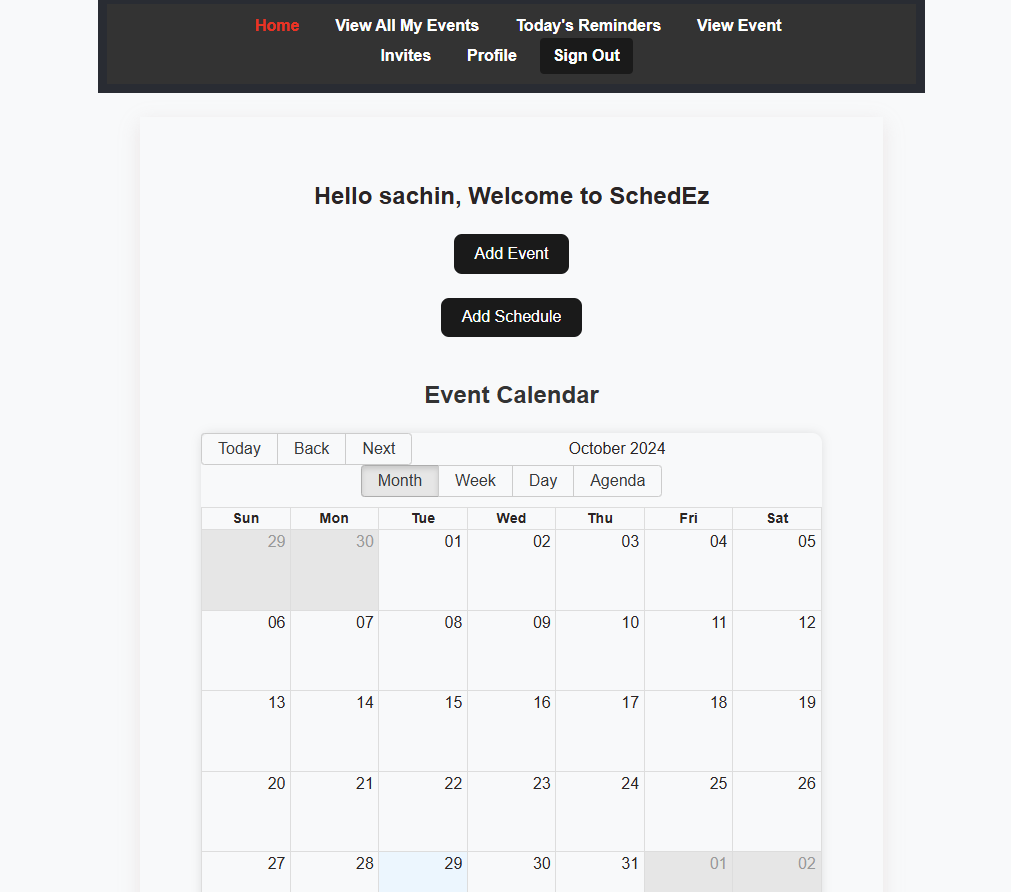 Home View All My Events Today's Reminders View Event
Invites Profile Sign Out
Hello sachin, Welcome to SchedEz
Add Event
Add Schedule
Event Calendar
Today Back Next October 2024
Month Week Day Agenda
Sun Mon Tue Wed Thu Fri Sat
29 30 01 02 03 04 05
06 07 08 09 10 11 12
13 14 15 16 17 18 19
20 21 22 23 24 25 26
27 28 29 30 31 01 02